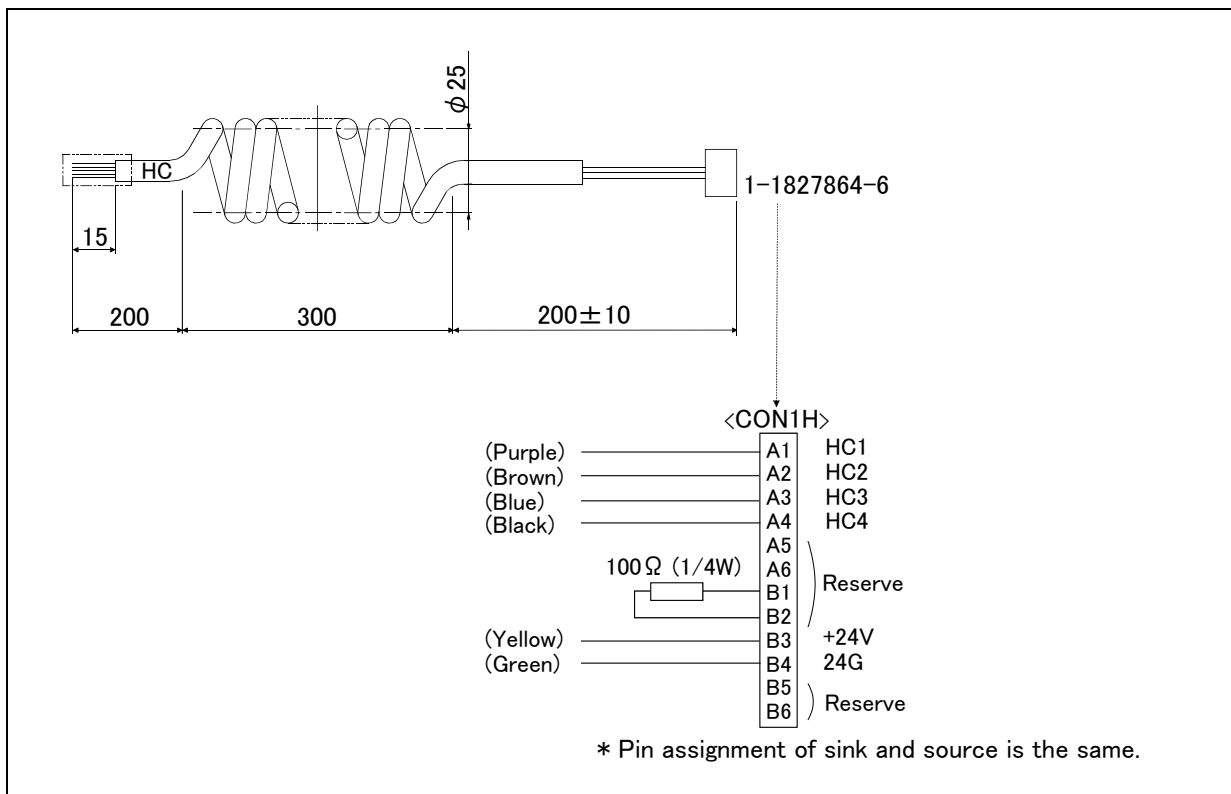 φ25
HC
1-1827864-6
15
200
300
200±10
<CON1H>
(Purple) A1 HC1
(Brown) A2 HC2
(Blue) A3 HC3
(Black) A4 HC4
A5
100Ω (1/4W) A6 Reserve
B1
B2
(Yellow) B3 +24V
(Green) B4 24G
B5
B6 Reserve
* Pin assignment of sink and source is the same.